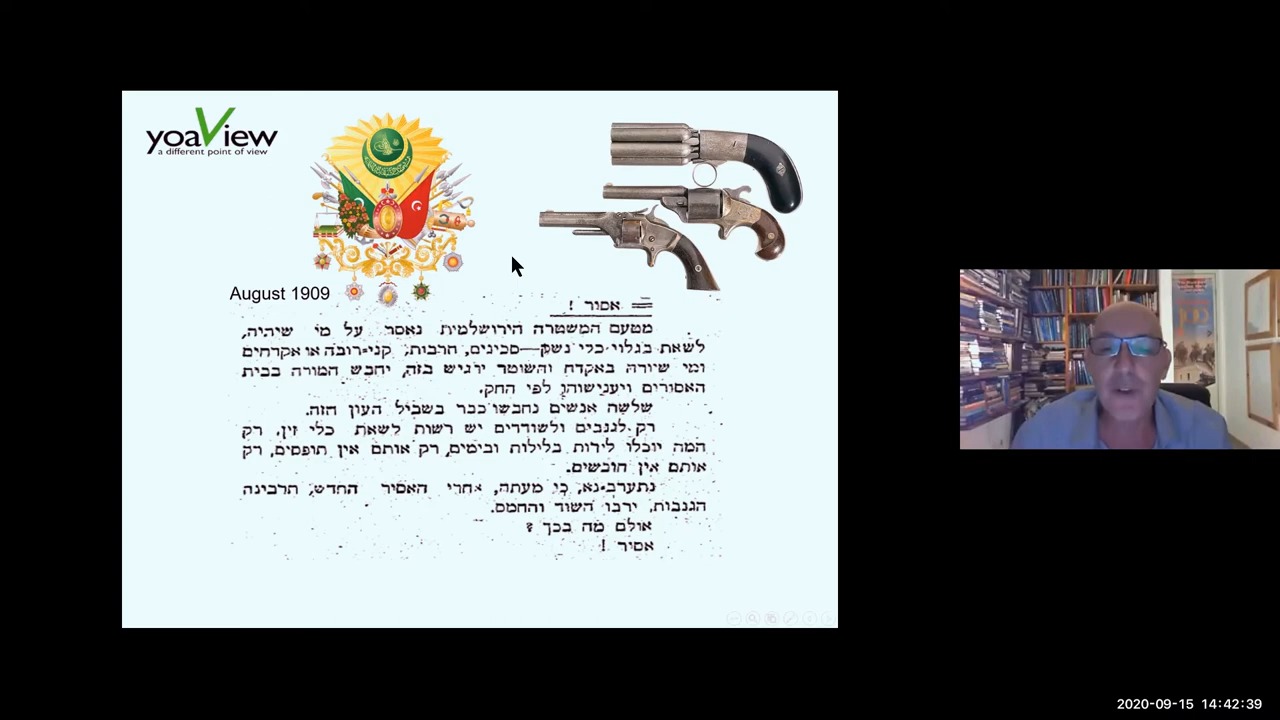 yoaView
a different point of view
August 1909
אסור !
מטעם המשטרה הירושלמית נאסר על מי שיהיה,
לשאת בגלוי כלי נשק—סכינים, חרבות, קני-רובה או אקדחים
ומי שיורה באקדח והשוטר ירגיש בזה, יחבש המורה בבית
האסורים ויענישוהו לפי החק.
שלשה אנשים נחבשו כבר בשביל העון הזה.
רק לגנבים ולשודדים יש רשות לשאת כלי זין, רק
המה יוכלו לירות בלילות ובימים, רק אותם אין תופסים, רק
אותם אין חובשים.
נתערב-נא, כי מעתה, אחרי האסיר החדש, תרבינה
הגנבות, ירבו השוד והחמס.
אולם מה בכך ?
אסיר !
2020-09-15 14:42:39